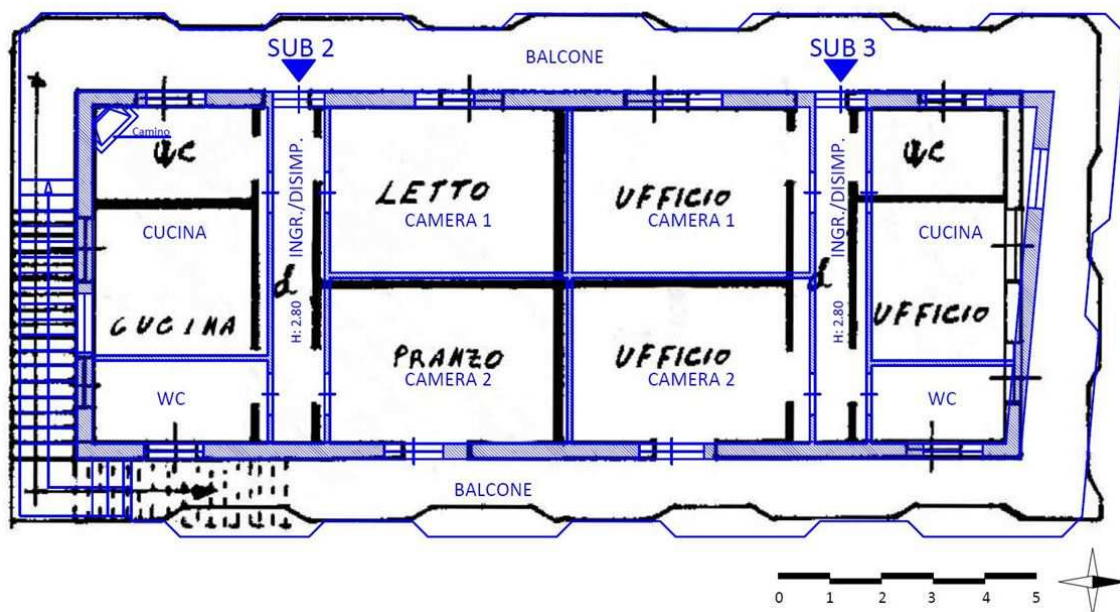 SUB 2
SUB 3
BALCONE
Camino
WC
WC
INGR./DISIMP.
LETTO
UFFICIO
INGR./DISIMP.
CAMERA 1
CAMERA 1
CUCINA
CUCINA
d
d
H: 2.80
H: 2.80
CUCINA
UFFICIO
PRANZO
UFFICIO
CAMERA 2
CAMERA 2
WC
WC
BALCONE
0 1 2 3 4 5